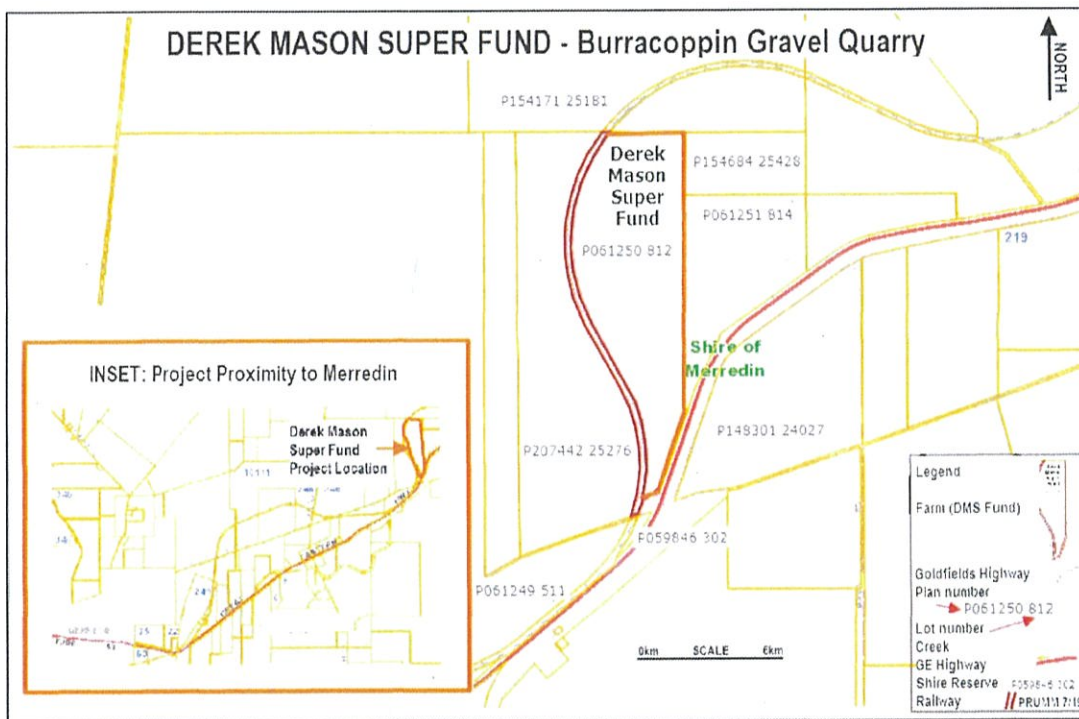 DEREK MASON SUPER FUND - Burracoppin Gravel Quarry
NORTH
P154171 25181
Derek
Mason
Super
Fund
P154684 25428
P061251 814
P061250 812
219
Shire of
Merredin
INSET: Project Proximity to Merredin
Derek Mason
Super Fund
Project Location
P207442 25276
P148301 24027
P059846 302
P061249 511
0km SCALE 6km
Legend
Farm (DMS Fund)
Goldfields Highway
Plan number
P061250 812
Lot number
Creek
GE Highway
Shire Reserve
Railway